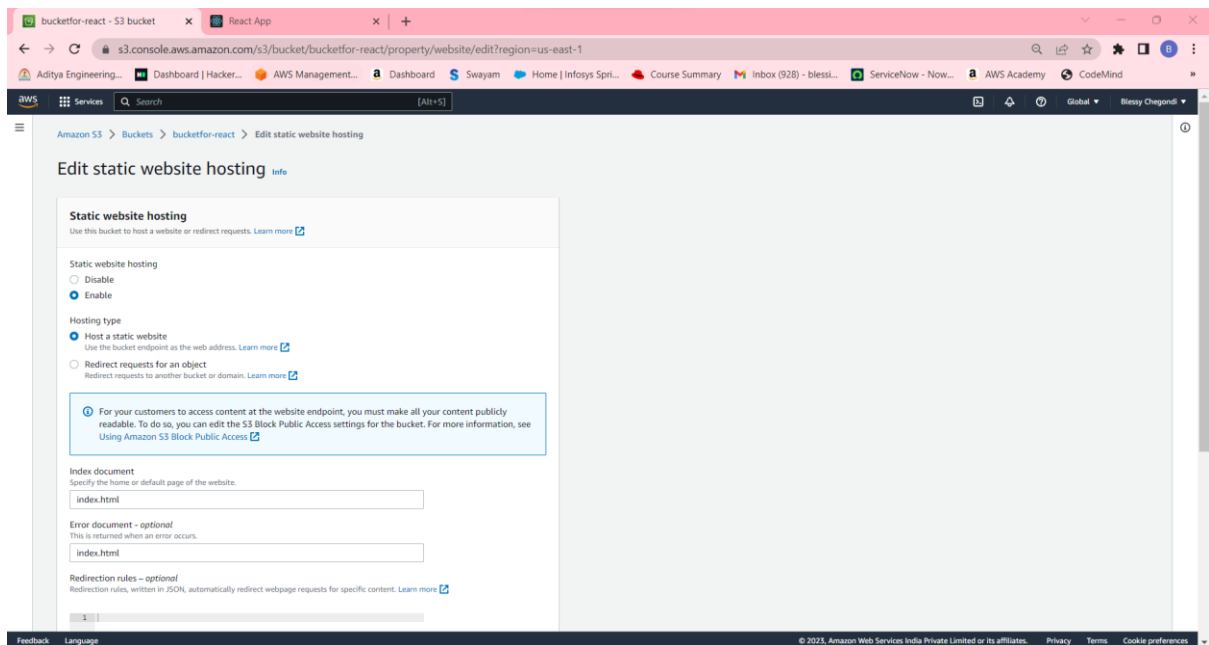 bucketfor-react - S3 bucket
React App
s3.console.aws.amazon.com/s3/bucket/bucketfor-react/property/website/edit?region=us-east-1
Aditya Engineering... Dashboard | Hacker... AWS Management... Dashboard Swayam Home | Infosys Spri... Course Summary Inbox (928) - blessi... ServiceNow - Now... AWS Academy CodeMind »
aws Services Search [Alt+S] Global Blessy Chegondi
Amazon S3 > Buckets > bucketfor-react > Edit static website hosting
Edit static website hosting Info
Static website hosting
Use this bucket to host a website or redirect requests. Learn more
Static website hosting
Disable
Enable
Hosting type
Host a static website
Use the bucket endpoint as the web address. Learn more
Redirect requests for an object
Redirect requests to another bucket or domain. Learn more
For your customers to access content at the website endpoint, you must make all your content publicly
readable. To do so, you can edit the S3 Block Public Access settings for the bucket. For more information, see
Using Amazon S3 Block Public Access
Index document
Specify the home or default page of the website.
index.html
Error document - optional
This is returned when an error occurs.
index.html
Redirection rules – optional
Redirection rules, written in JSON, automatically redirect webpage requests for specific content. Learn more
1
Feedback Language © 2023, Amazon Web Services India Private Limited or its affiliates. Privacy Terms Cookie preferences